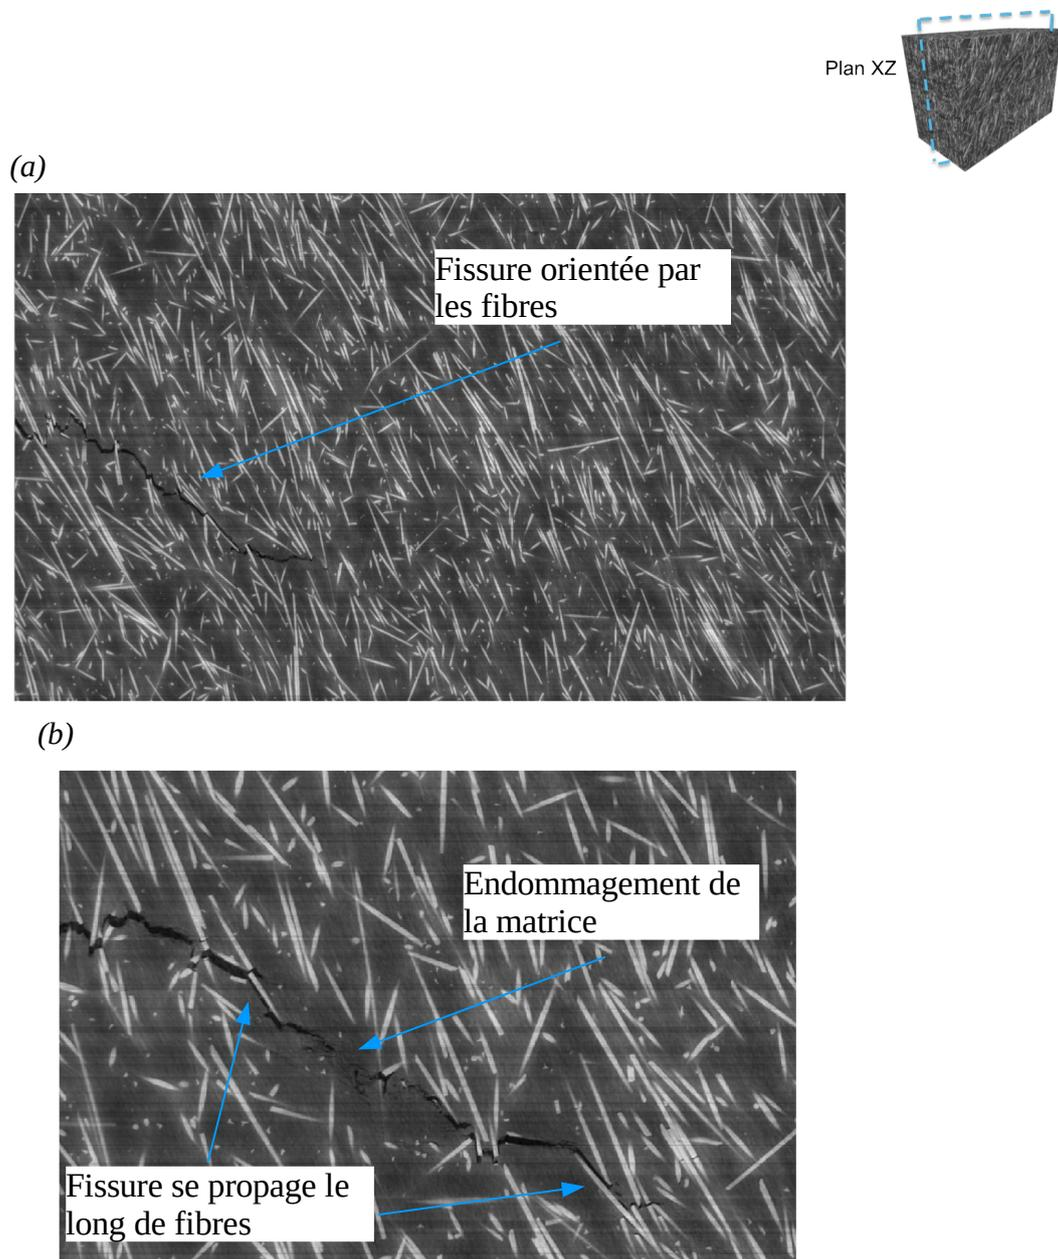 Plan XZ
(a)
Fissure orientée par
les fibres
(b)
Endommagement de
la matrice
Fissure se propage le
long de fibres